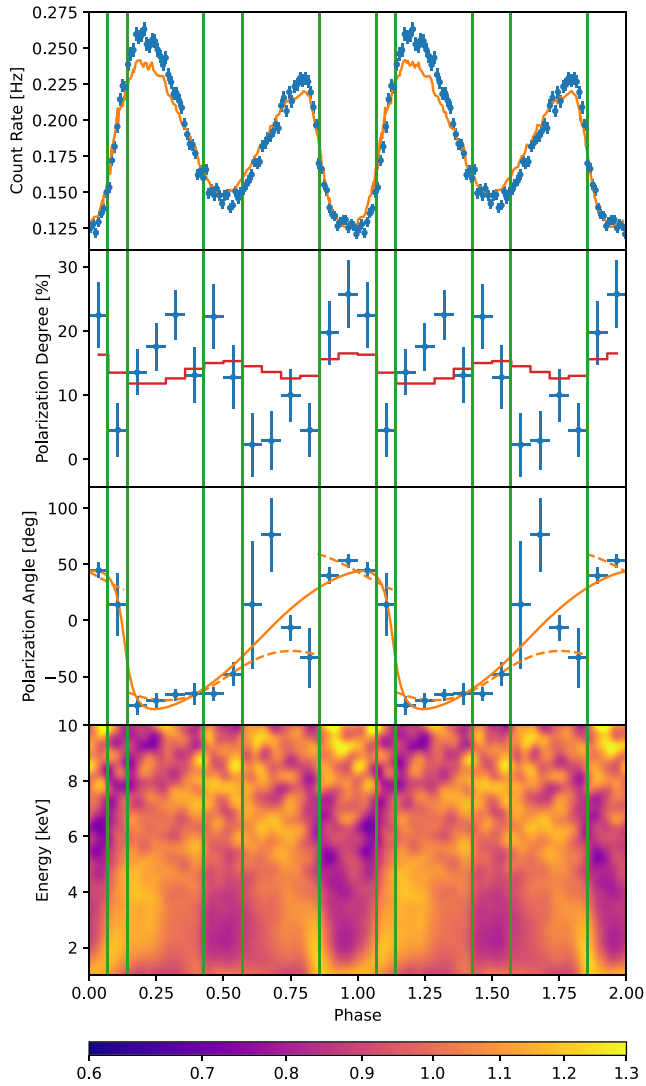 0.275
0.250
0.225
0.200
0.175
0.150
0.125
Count Rate [Hz]
30
20
10
0
Polarization Degree [%]
100
50
0
−50
Polarization Angle [deg]
10
8
6
4
2
Energy [keV]
0.00 0.25 0.50 0.75 1.00 1.25 1.50 1.75 2.00
Phase
0.6 0.7 0.8 0.9 1.0 1.1 1.2 1.3